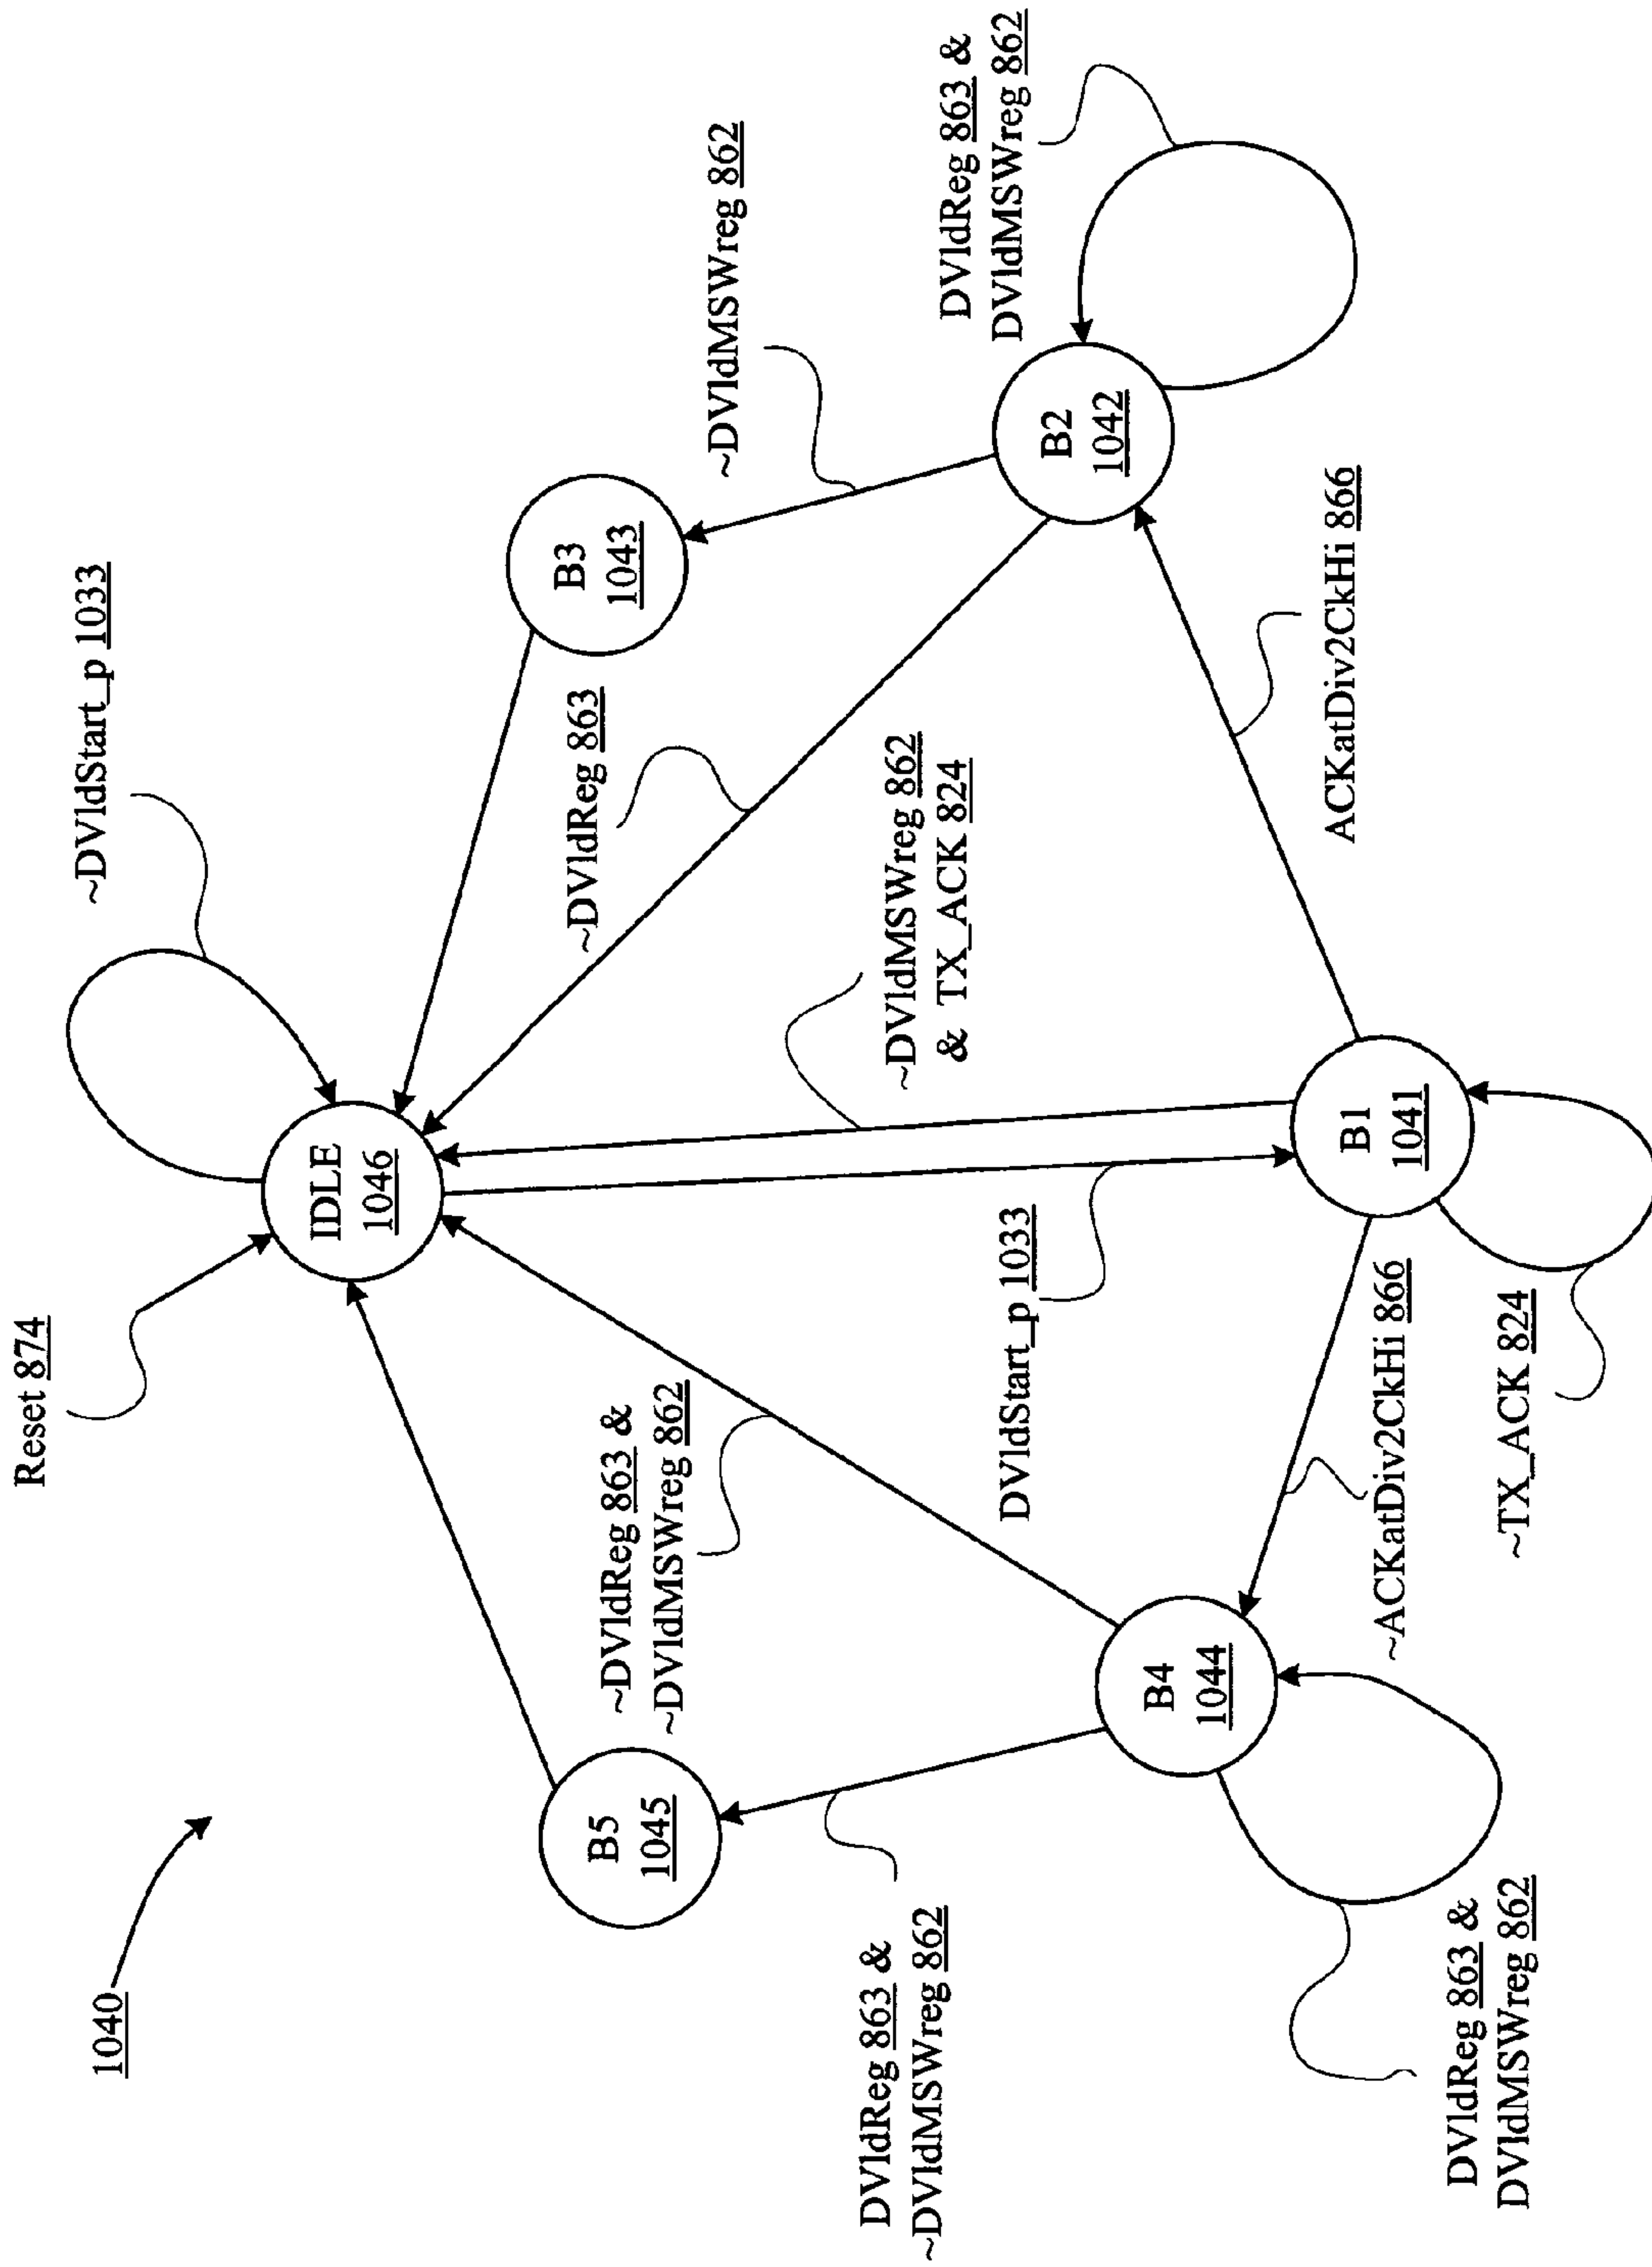 1040
Reset 874
~DVldStart_p 1033
IDLE
1046
B5
1045
~DVldReg 863 &
~DVldMSWreg 862
~DVldReg 863
B3
1043
~DVldMSWreg 862
DVldReg 863 &
~DVldMSWreg 862
DVldStart_p 1033
~DVldMSWreg 862
& TX_ACK 824
DVldReg 863 &
DVldMSWreg 862
B4
1044
B2
1042
~ACKatDiv2CkHi 866
B1
1041
ACKatDiv2CkHi 866
DVldReg 863 &
DVldMSWreg 862
~TX_ACK 824